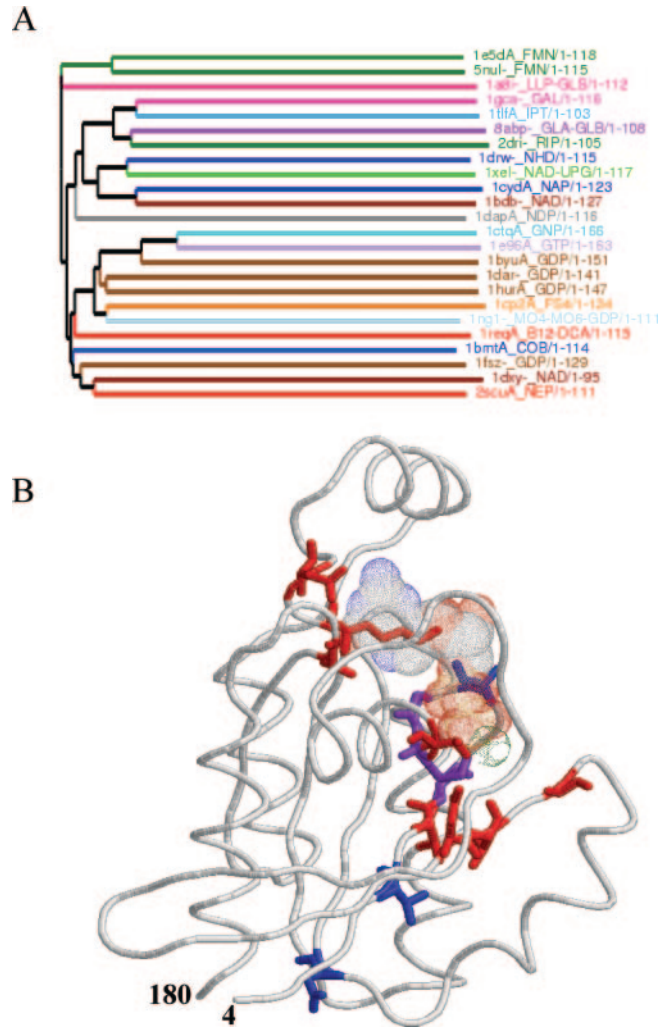 A
1e5dA_FMN/1-118
5nul-_FMN/1-115
1a8i-_LLP-GLS/1-112
1gca-_GAL/1-116
1tlfA_IPT/1-103
8abp-_GLA-GLB/1-108
2dri-_RIP/1-105
1drw-_NHD/1-115
1xel-_NAD-UPG/1-117
1cydA_NAP/1-123
1bdb-_NAD/1-127
1dapA_NDP/1-116
1ctqA_GNP/1-166
1e96A_GTP/1-163
1byuA_GDP/1-151
1dar-_GDP/1-141
1hurA_GDP/1-147
1cp2A_FS4/1-134
_MO4-MO6-GDP/1-111
1reqA_B12-DCA/1-113
1bmtA_COB/1-114
1fsz-_GDP/1-129
1dxy-_NAD/1-95
2scuA_NEP/1-111
B
180
4